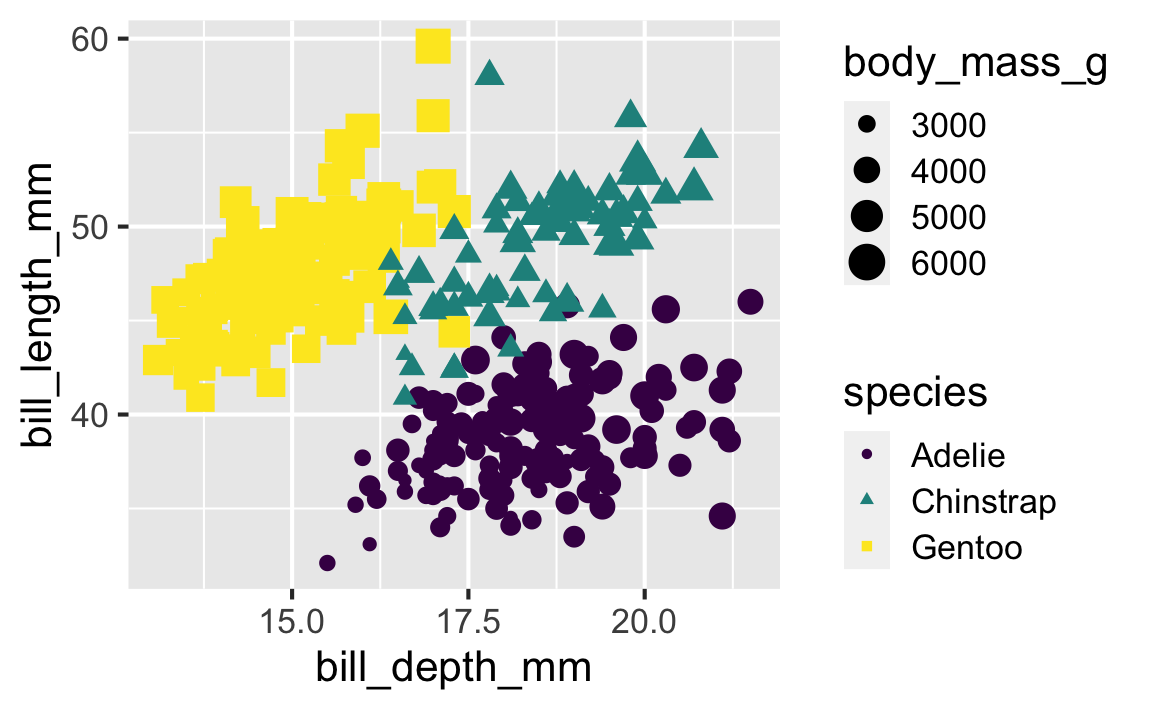 60
50
40
bill_length_mm
15.0 17.5 20.0
bill_depth_mm
body_mass_g
3000
4000
5000
6000
species
Adelie
Chinstrap
Gentoo